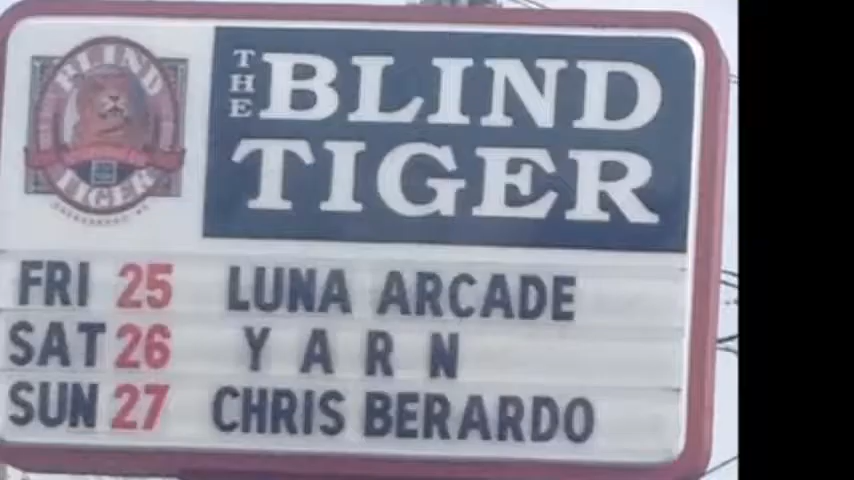 BLIND
TIGER
THE BLIND
TIGER
FRI 25 LUNA ARCADE
SAT 26 Y A R N
SUN 27 CHRIS BERARDO